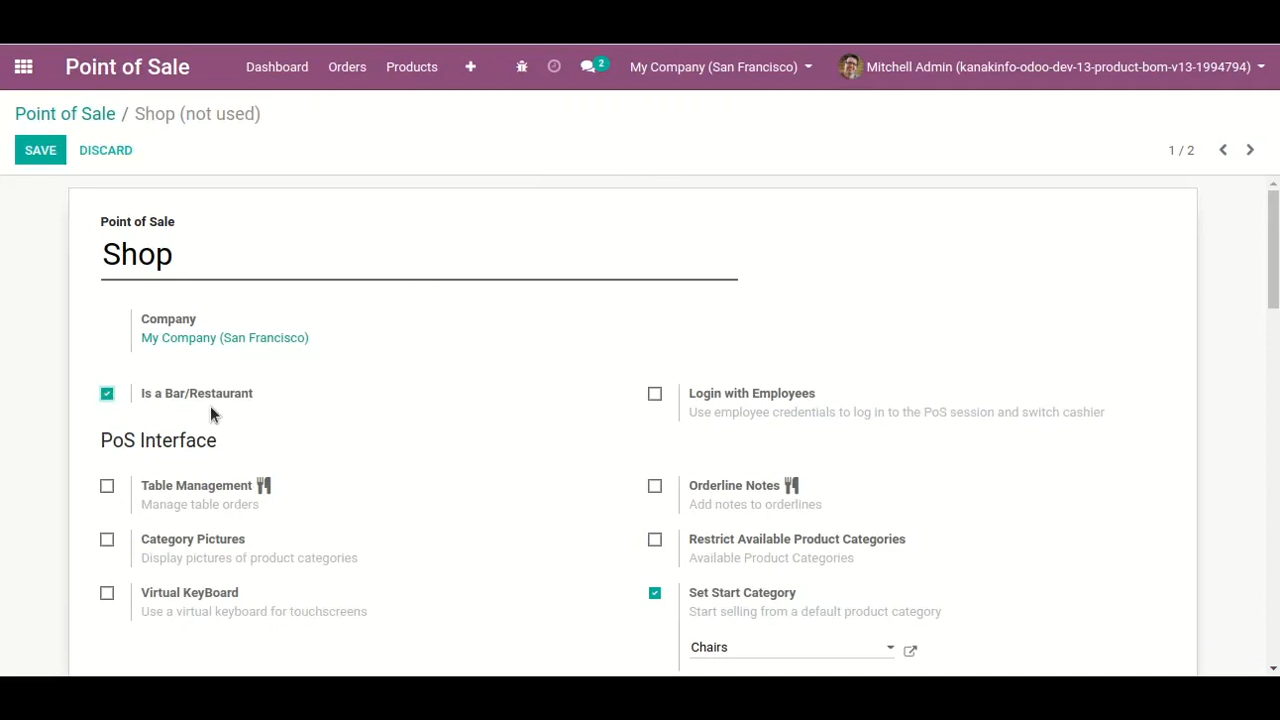 Point of Sale Dashboard Orders Products + 2 My Company (San Francisco) Mitchell Admin (kanakinfo-odoo-dev-13-product-bom-v13-1994794)
Point of Sale / Shop (not used)
SAVE DISCARD 1 / 2
Point of Sale
Shop
Company
My Company (San Francisco)
Is a Bar/Restaurant
Login with Employees
Use employee credentials to log in to the PoS session and switch cashier
PoS Interface
Table Management
Manage table orders
Orderline Notes
Add notes to orderlines
Category Pictures
Display pictures of product categories
Restrict Available Product Categories
Available Product Categories
Virtual KeyBoard
Use a virtual keyboard for touchscreens
Set Start Category
Start selling from a default product category
Chairs